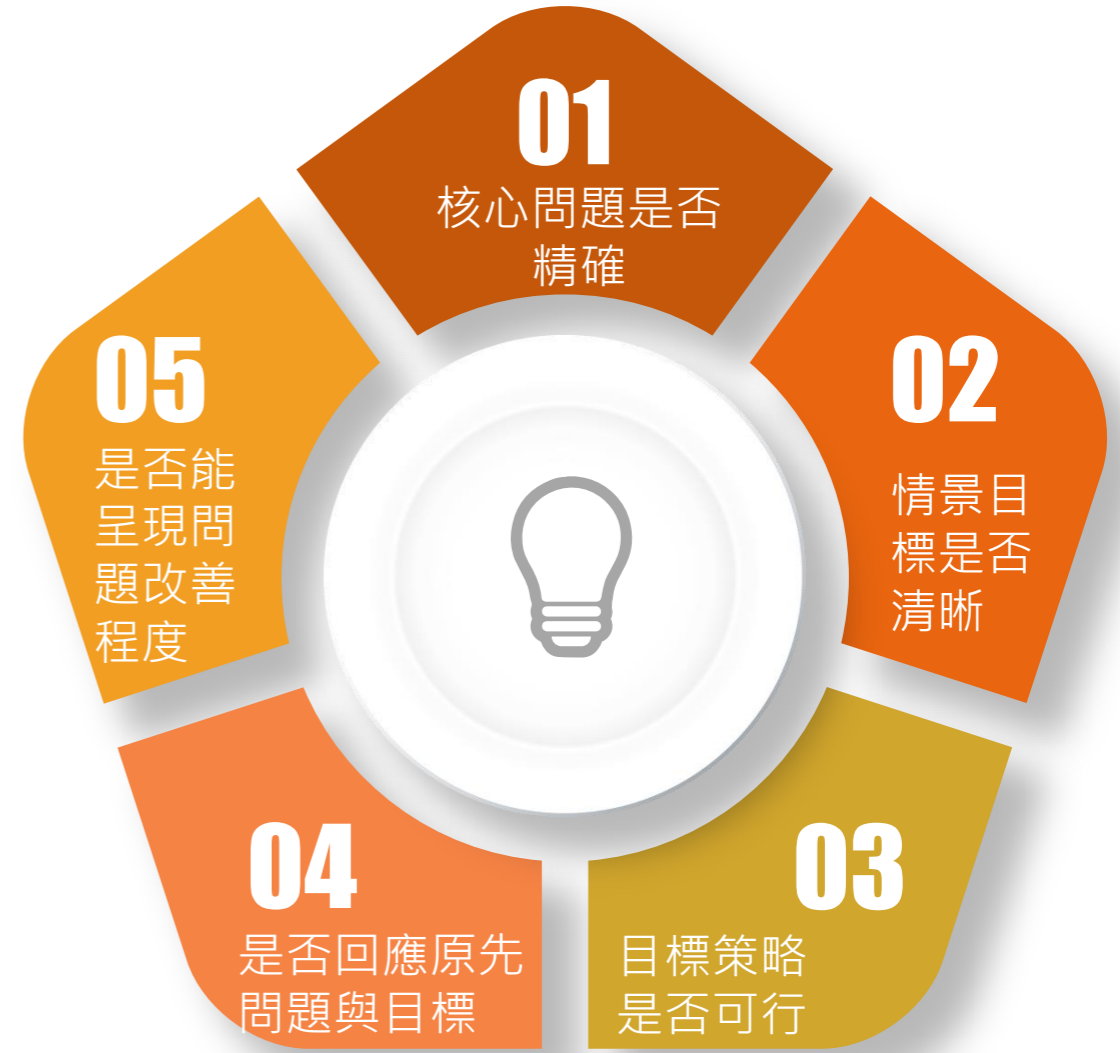 01
核心問題是否
精確
02
情景目
標是否
清晰
03
目標策略
是否可行
04
是否回應原先
問題與目標
05
是否能
呈現問
題改善
程度